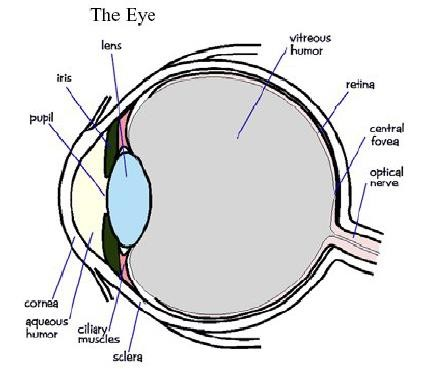 The Eye
lens
vitreous
humor
iris
retina
pupil
central
fovea
optical
nerve
cornea
aqueous
humor
ciliary
muscles
sclera